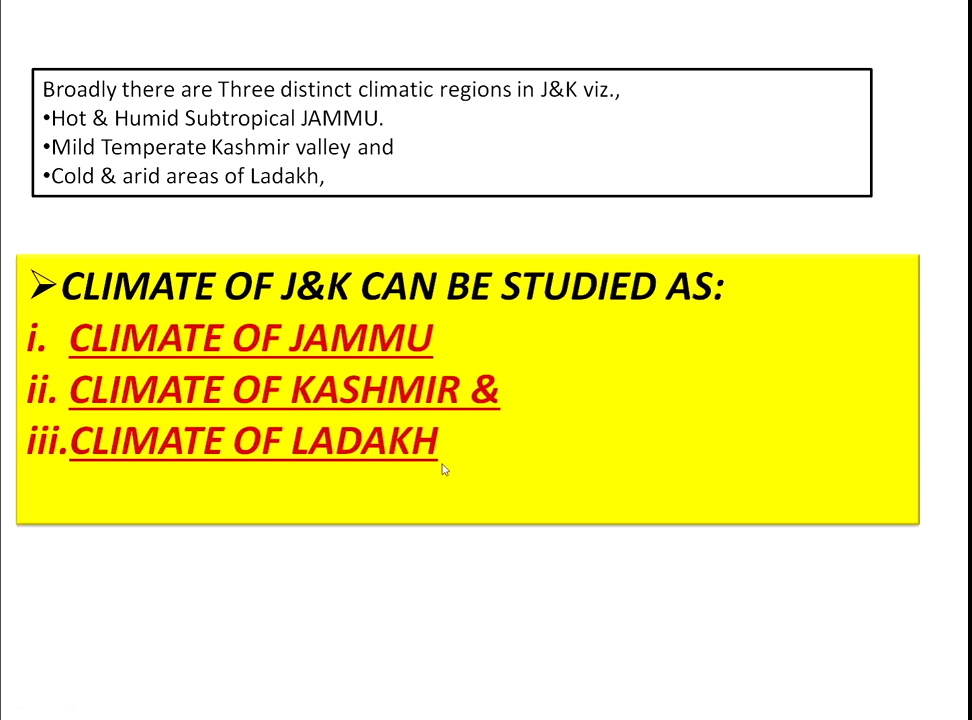 Broadly there are Three distinct climatic regions in J&K viz.,
•Hot & Humid Subtropical JAMMU.
•Mild Temperate Kashmir valley and
•Cold & arid areas of Ladakh,
➢CLIMATE OF J&K CAN BE STUDIED AS:
i. CLIMATE OF JAMMU
ii. CLIMATE OF KASHMIR &
iii.CLIMATE OF LADAKH